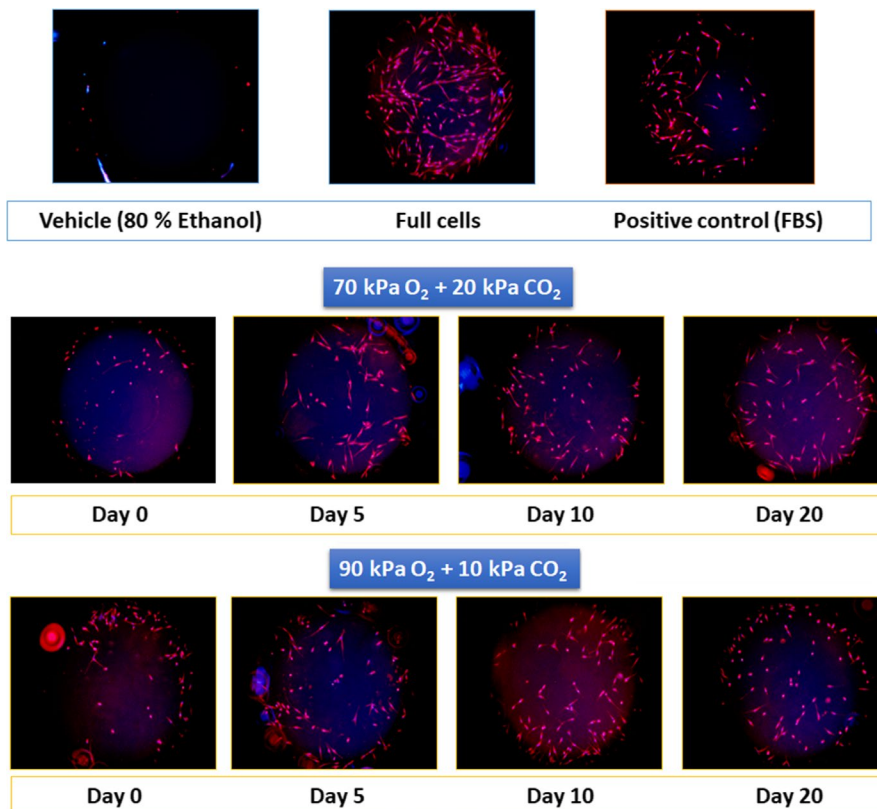 Vehicle (80 % Ethanol) Full cells Positive control (FBS)
70 kPa O₂ + 20 kPa CO₂
Day 0 Day 5 Day 10 Day 20
90 kPa O₂ + 10 kPa CO₂
Day 0 Day 5 Day 10 Day 20